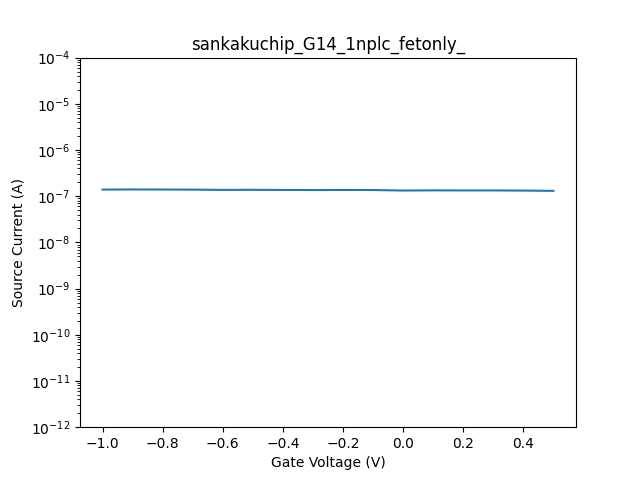 sankakuchip_G14_1nplc_fetonly_
10⁻⁴
10⁻⁵
10⁻⁶
10⁻⁷
10⁻⁸
10⁻⁹
10⁻¹⁰
10⁻¹¹
10⁻¹²
Source Current (A)
−1.0 −0.8 −0.6 −0.4 −0.2 0.0 0.2 0.4
Gate Voltage (V)